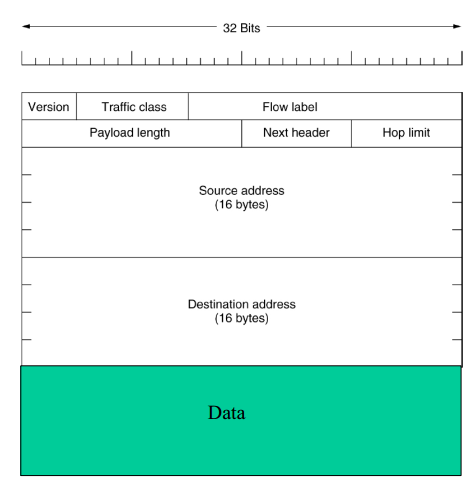 32 Bits
Version Traffic class Flow label
Payload length Next header Hop limit
Source address
(16 bytes)
Destination address
(16 bytes)
Data